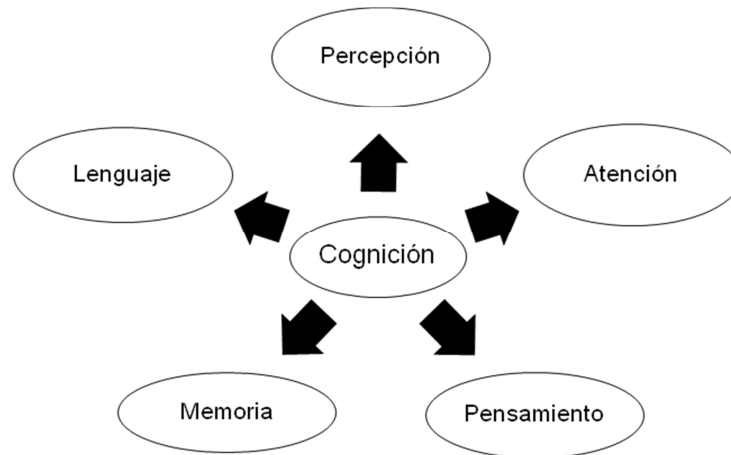 Percepción
Lenguaje
Atención
Cognición
Memoria
Pensamiento